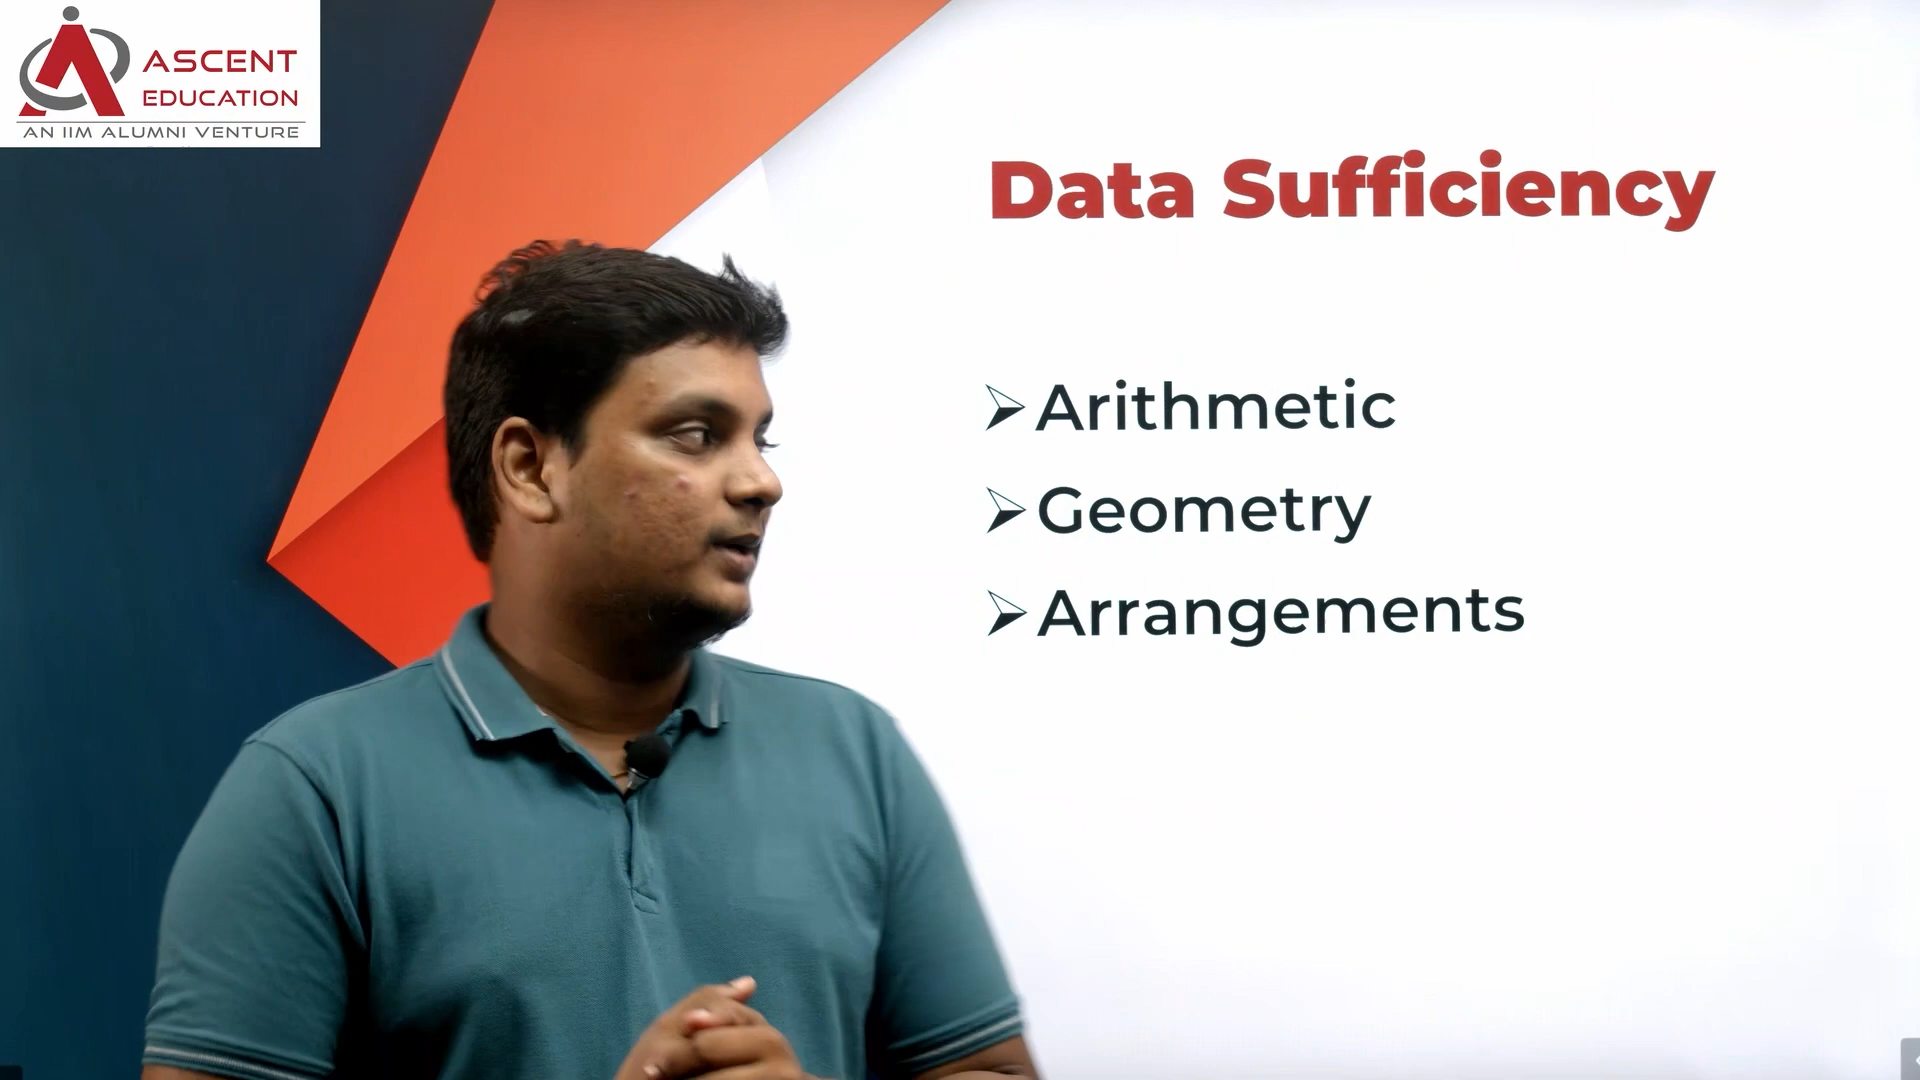 ASCENT
EDUCATION
AN IIM ALUMNI VENTURE
Data Sufficiency
Arithmetic
Geometry
Arrangements